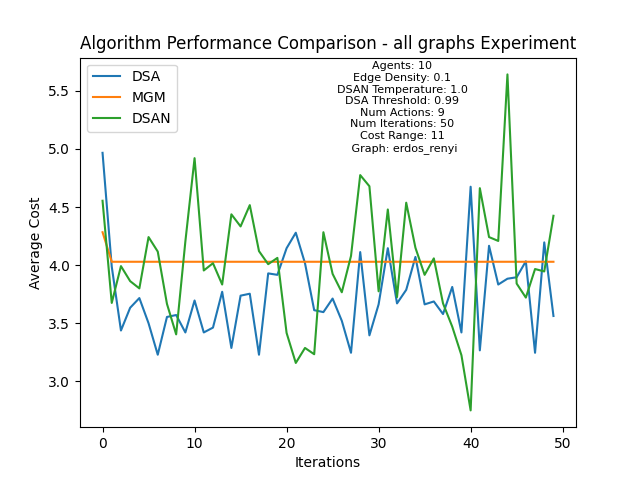 Algorithm Performance Comparison - all graphs Experiment
DSA
MGM
DSAN
Agents: 10
Edge Density: 0.1
DSAN Temperature: 1.0
DSA Threshold: 0.99
Num Actions: 9
Num Iterations: 50
Cost Range: 11
Graph: erdos_renyi
Average Cost
5.5
5.0
4.5
4.0
3.5
3.0
0 10 20 30 40 50
Iterations